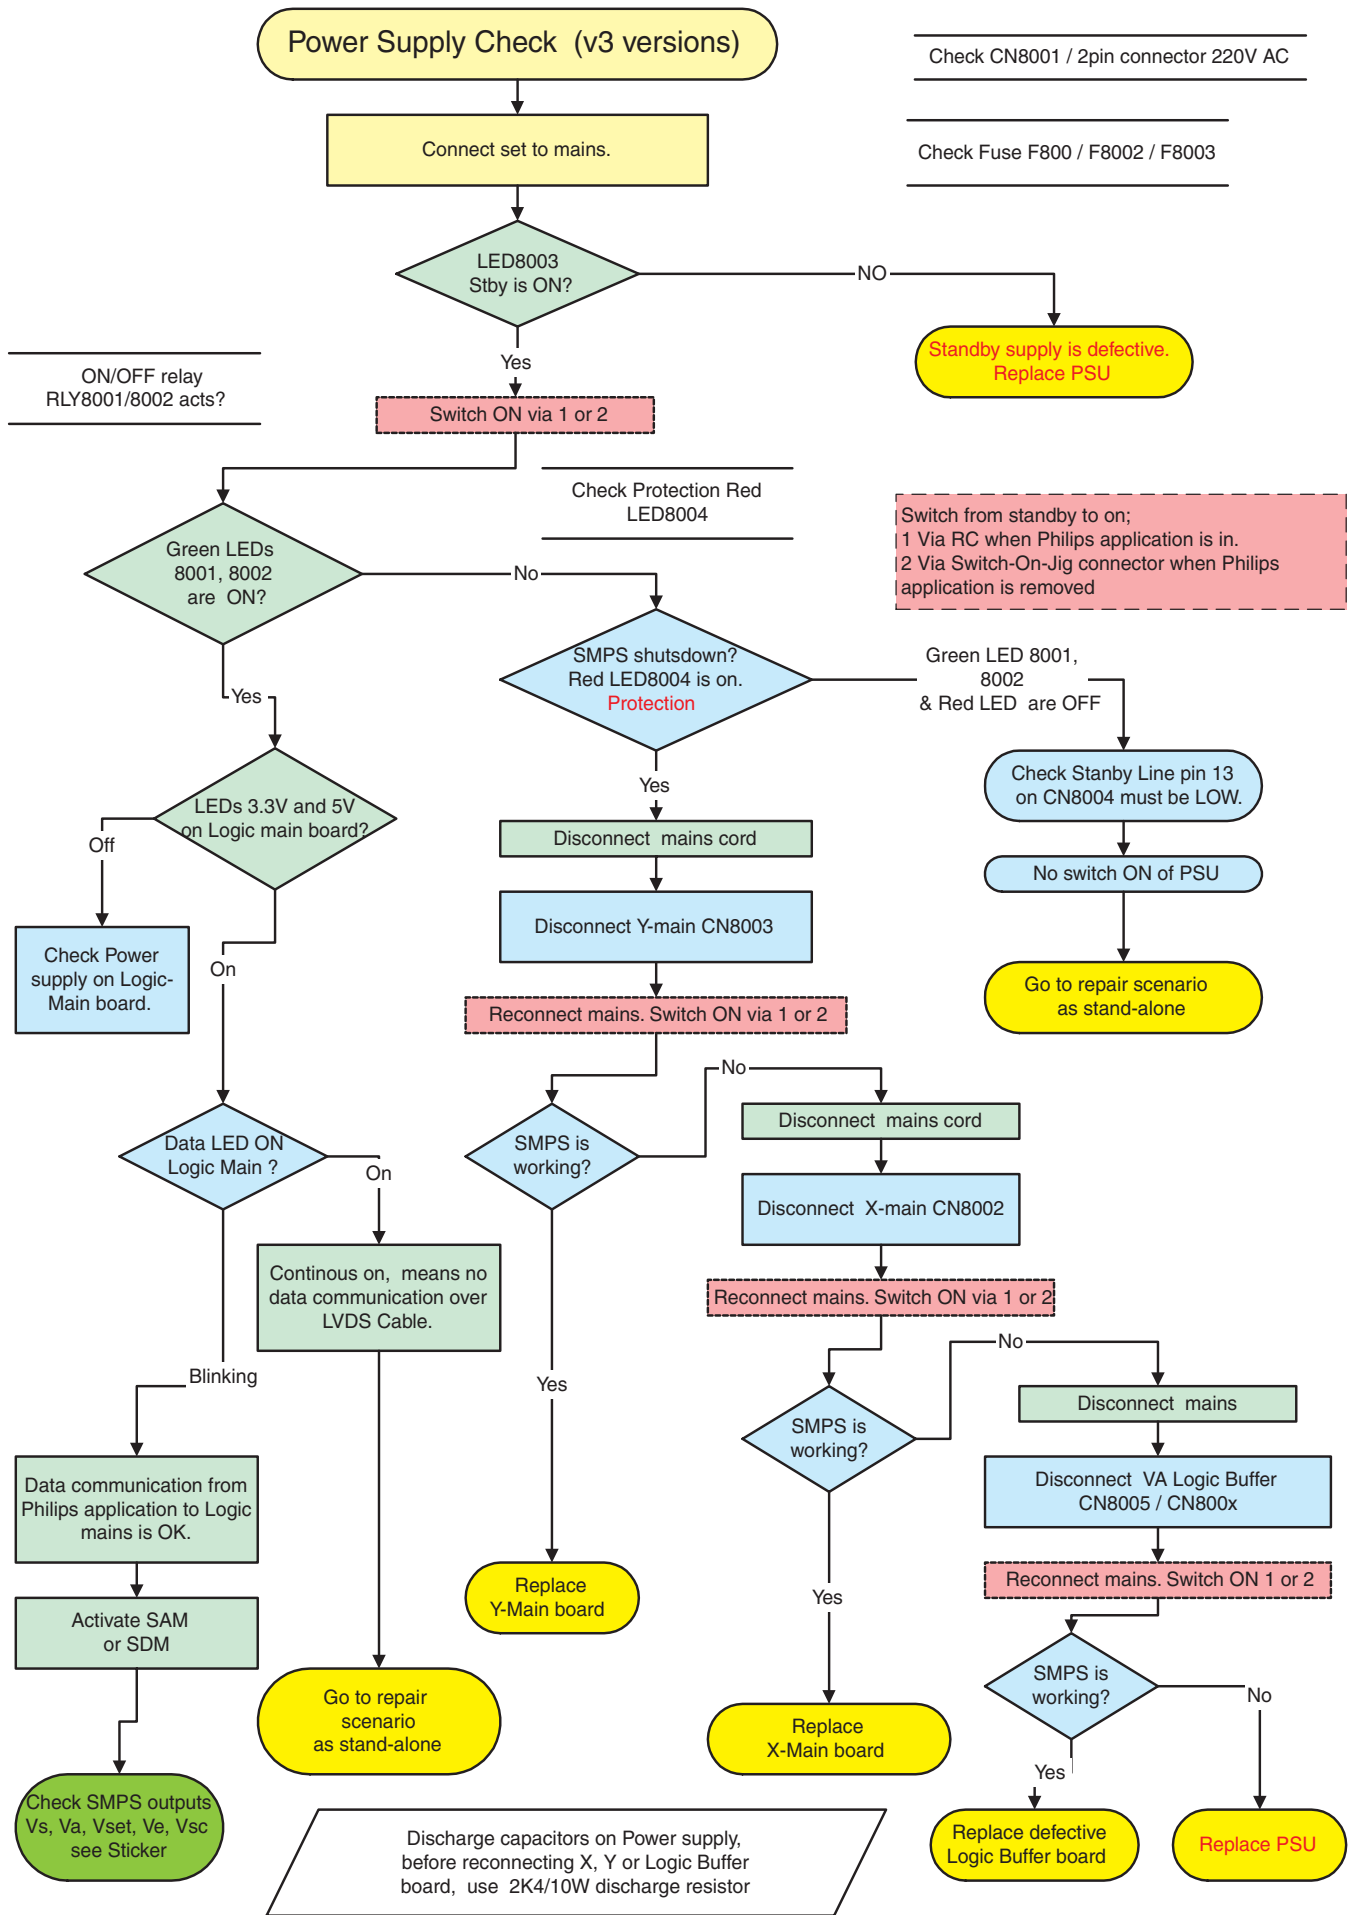 Power Supply Check (v3 versions)
Check CN8001 / 2pin connector 220V AC
Connect set to mains.
Check Fuse F800 / F8002 / F8003
LED8003
Stby is ON?
NO
Standby supply is defective.
Replace PSU
Yes
ON/OFF relay
RLY8001/8002 acts?
Switch ON via 1 or 2
Check Protection Red
LED8004
Switch from standby to on;
1 Via RC when Philips application is in.
2 Via Switch-On-Jig connector when Philips
application is removed
Green LEDs
8001, 8002
are ON?
No
SMPS shutsdown?
Red LED8004 is on.
Protection
Green LED 8001,
8002
& Red LED are OFF
Yes
Check Stanby Line pin 13
on CN8004 must be LOW.
Yes
LEDs 3.3V and 5V
on Logic main board?
Off
Disconnect mains cord
No switch ON of PSU
Disconnect Y-main CN8003
Check Power
supply on Logic-
Main board.
On
Go to repair scenario
as stand-alone
Reconnect mains. Switch ON via 1 or 2
No
Disconnect mains cord
Data LED ON
Logic Main ?
On
SMPS is
working?
Disconnect X-main CN8002
Continous on, means no
data communication over
LVDS Cable.
Reconnect mains. Switch ON via 1 or 2
No
Blinking
Yes
Disconnect mains
SMPS is
working?
Data communication from
Philips application to Logic
mains is OK.
Disconnect VA Logic Buffer
CN8005 / CN800x
Reconnect mains. Switch ON 1 or 2
Replace
Y-Main board
Yes
Activate SAM
or SDM
SMPS is
working?
No
Go to repair
scenario
as stand-alone
Replace
X-Main board
Yes
Check SMPS outputs
Vs, Va, Vset, Ve, Vsc
see Sticker
Discharge capacitors on Power supply,
before reconnecting X, Y or Logic Buffer
board, use 2K4/10W discharge resistor
Replace defective
Logic Buffer board
Replace PSU